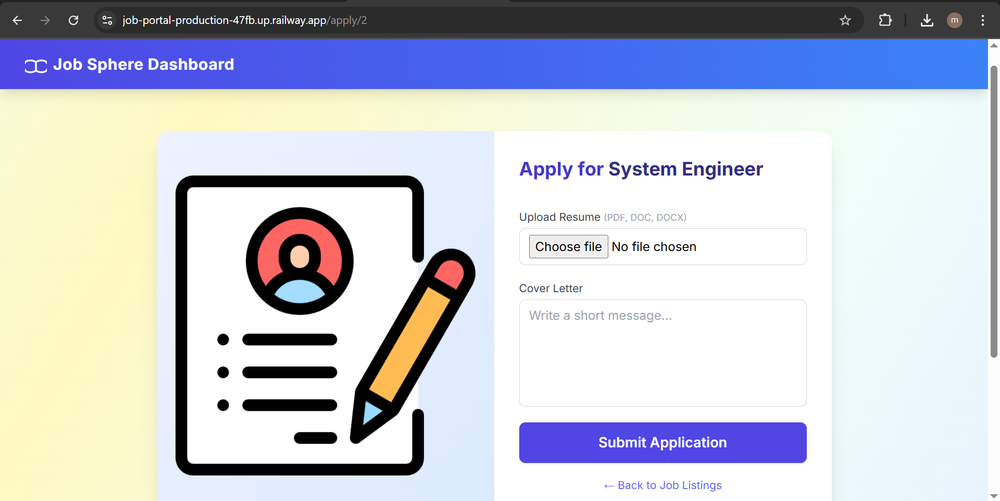 job-portal-production-47fb.up.railway.app/apply/2
m
Job Sphere Dashboard
Apply for System Engineer
Upload Resume (PDF, DOC, DOCX)
Choose file No file chosen
Cover Letter
Write a short message...
Submit Application
← Back to Job Listings